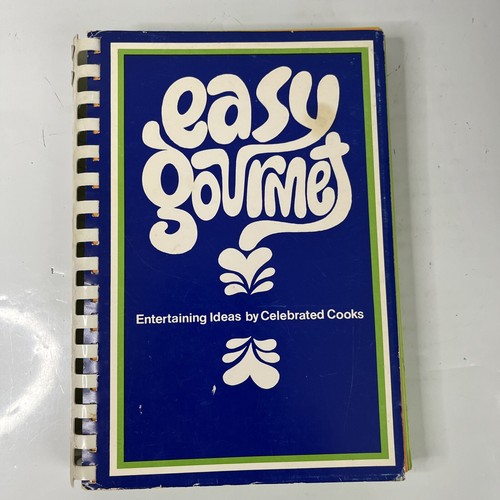 easy
gourmet
Entertaining Ideas by Celebrated Cooks